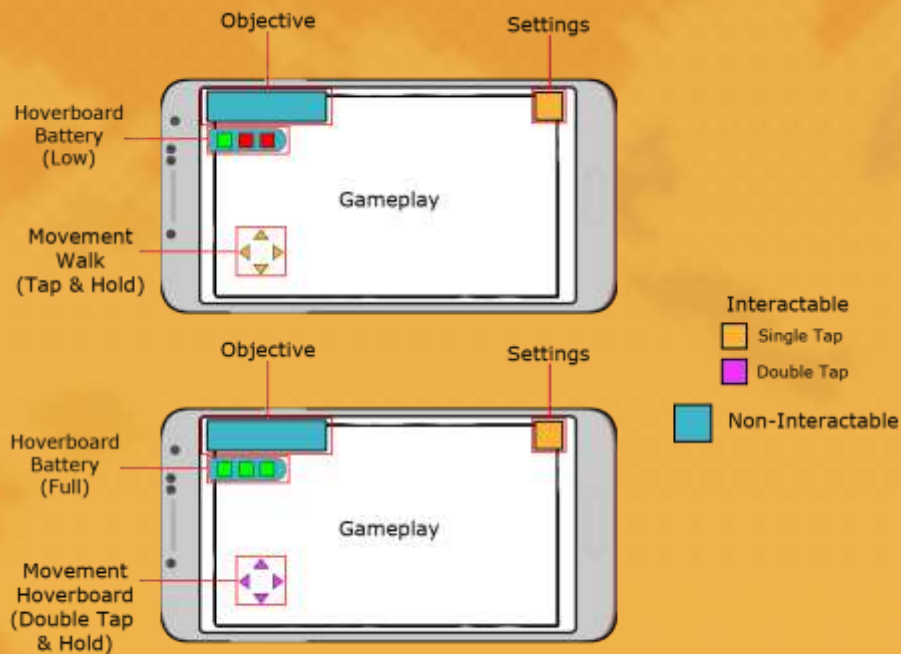 Objective
Settings
Hoverboard
Battery
(Low)
Gameplay
Movement
Walk
(Tap & Hold)
Interactable
Single Tap
Double Tap
Non-Interactable
Objective
Settings
Hoverboard
Battery
(Full)
Gameplay
Movement
Hoverboard
(Double Tap
& Hold)